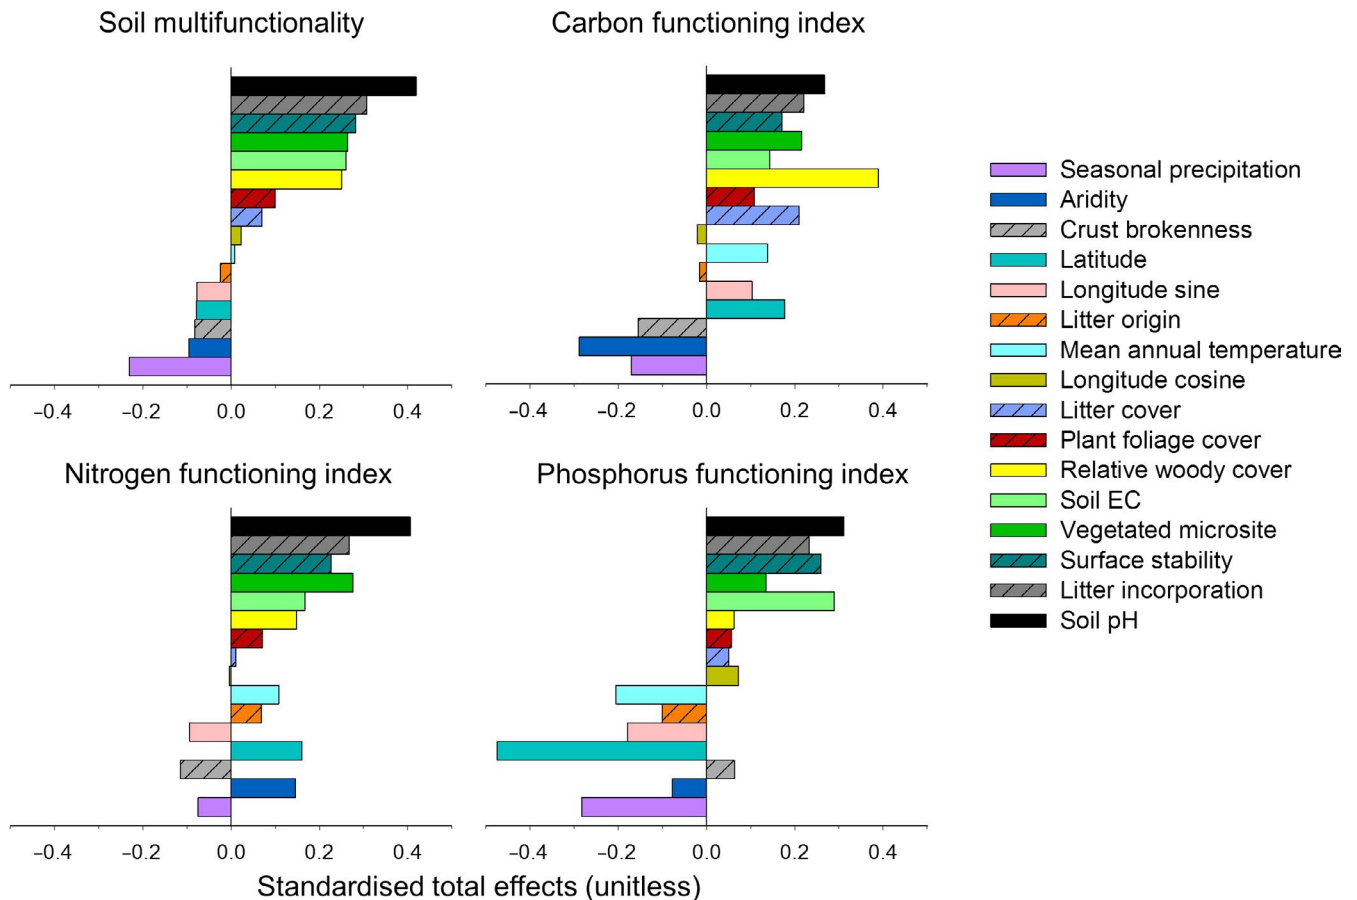 Soil multifunctionality
Carbon functioning index
−0.4 −0.2 0.0 0.2 0.4
−0.4 −0.2 0.0 0.2 0.4
Nitrogen functioning index
Phosphorus functioning index
−0.4 −0.2 0.0 0.2 0.4
−0.4 −0.2 0.0 0.2 0.4
Standardised total effects (unitless)
Seasonal precipitation
Aridity
Crust brokenness
Latitude
Longitude sine
Litter origin
Mean annual temperature
Longitude cosine
Litter cover
Plant foliage cover
Relative woody cover
Soil EC
Vegetated microsite
Surface stability
Litter incorporation
Soil pH